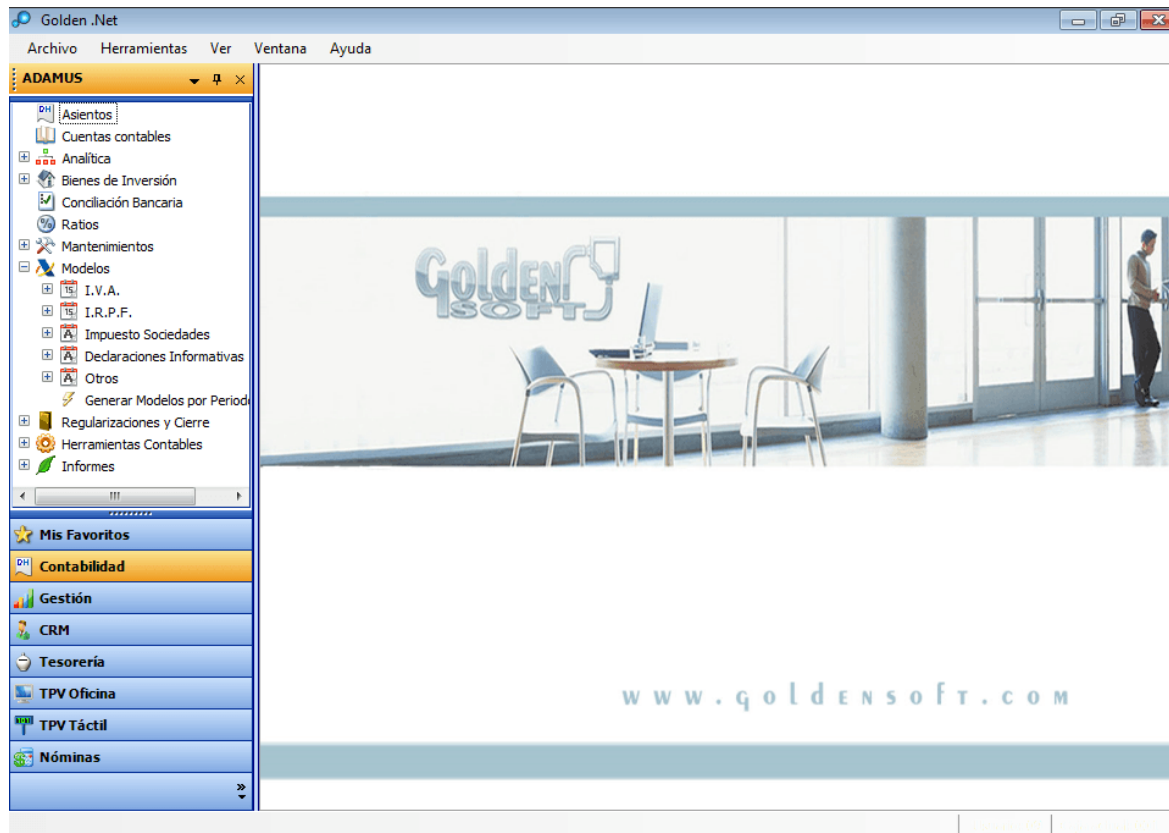 Golden .Net
Archivo Herramientas Ver Ventana Ayuda
ADAMUS
Asientos
Cuentas contables
Analítica
Bienes de Inversión
Conciliación Bancaria
Ratios
Mantenimientos
Modelos
I.V.A.
I.R.P.F.
Impuesto Sociedades
Declaraciones Informativas
Otros
Generar Modelos por Period
Regularizaciones y Cierre
Herramientas Contables
Informes
Mis Favoritos
Contabilidad
Gestión
CRM
Tesorería
TPV Oficina
TPV Táctil
Nóminas
Golden
SOFT
www.goldensoft.com